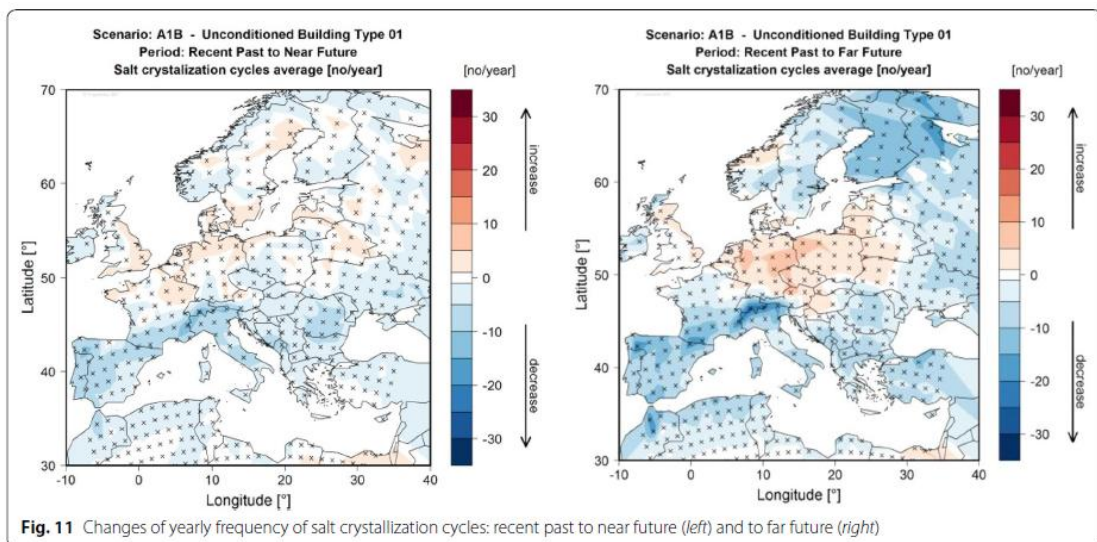 Scenario: A1B - Unconditioned Building Type 01
Period: Recent Past to Near Future
Salt crystalization cycles average [no/year]
[no/year]
70
60
50
40
30
Latitude [°]
-10
0
10
20
30
40
Longitude [°]
30
20
10
0
-10
-20
-30
increase
decrease
Scenario: A1B - Unconditioned Building Type 01
Period: Recent Past to Far Future
Salt crystalization cycles average [no/year]
[no/year]
70
60
50
40
30
Latitude [°]
-10
0
10
20
30
40
Longitude [°]
30
20
10
0
-10
-20
-30
increase
decrease
Fig. 11 Changes of yearly frequency of salt crystallization cycles: recent past to near future (left) and to far future (right)